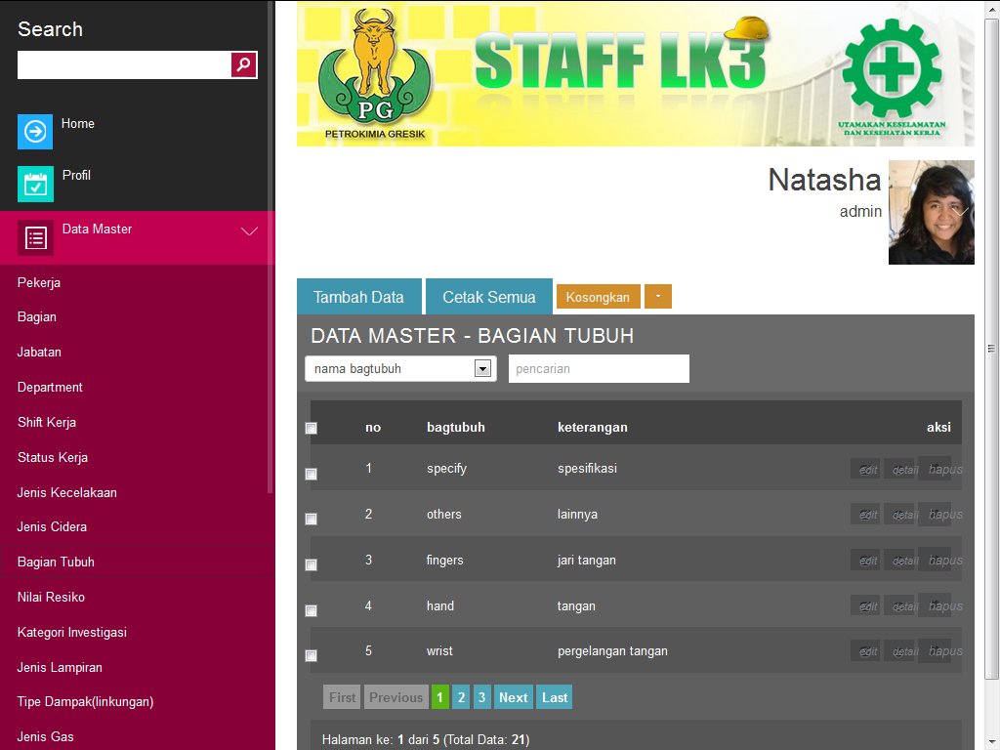 Search
Home
Profil
Data Master
Pekerja
Bagian
Jabatan
Department
Shift Kerja
Status Kerja
Jenis Kecelakaan
Jenis Cidera
Bagian Tubuh
Nilai Resiko
Kategori Investigasi
Jenis Lampiran
Tipe Dampak(linkungan)
Jenis Gas
PG
PETROKIMIA GRESIK
STAFF LK3
UTAMAKAN KESELAMATAN
DAN KESEHATAN KERJA
Natasha
admin
Tambah Data Cetak Semua Kosongkan
DATA MASTER - BAGIAN TUBUH
nama bagtubuh pencarian
no bagtubuh keterangan aksi
1 specify spesifikasi edit detail hapus
2 others lainnya edit detail hapus
3 fingers jari tangan edit detail hapus
4 hand tangan edit detail hapus
5 wrist pergelangan tangan edit detail hapus
First Previous 1 2 3 Next Last
Halaman ke: 1 dari 5 (Total Data: 21)